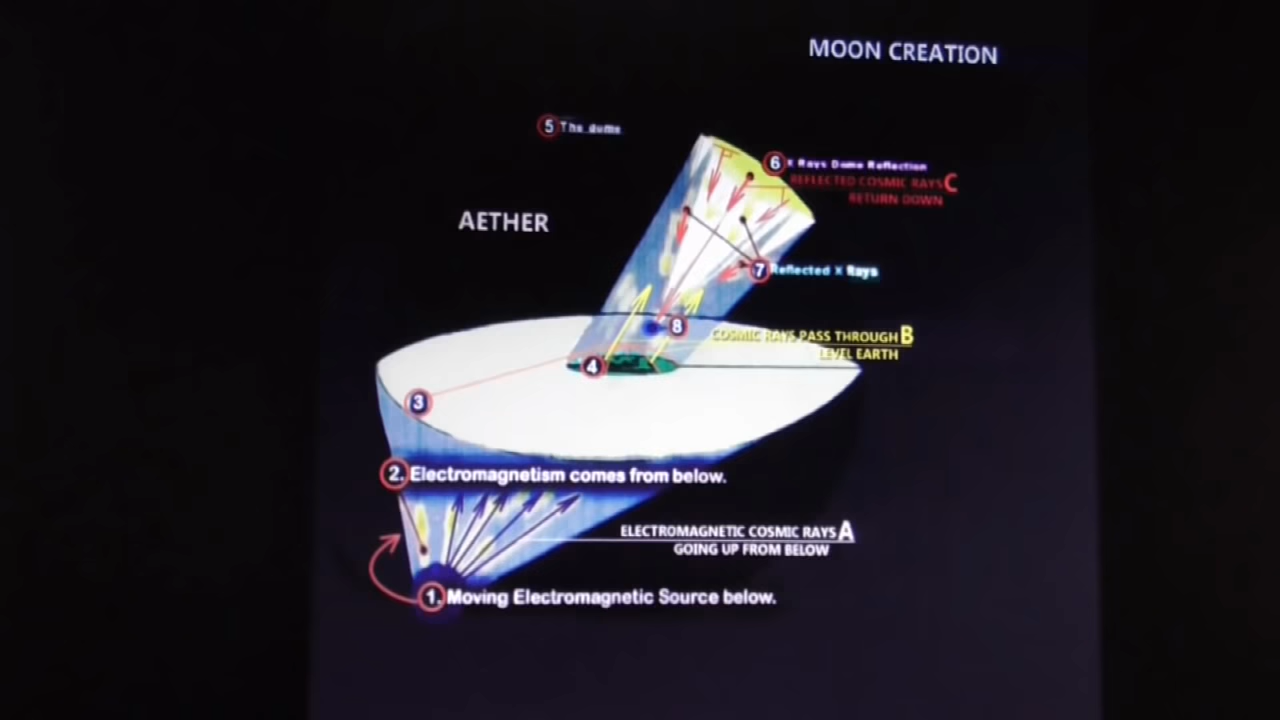 MOON CREATION
5 The dome
6 X Rays Dome Reflection
REFLECTED COSMIC RAYS C
RETURN DOWN
AETHER
7 Reflected X Rays
8
COSMIC RAYS PASS THROUGH B
LEVEL EARTH
4
3
2. Electromagnetism comes from below.
ELECTROMAGNETIC COSMIC RAYS A
GOING UP FROM BELOW
1. Moving Electromagnetic Source below.